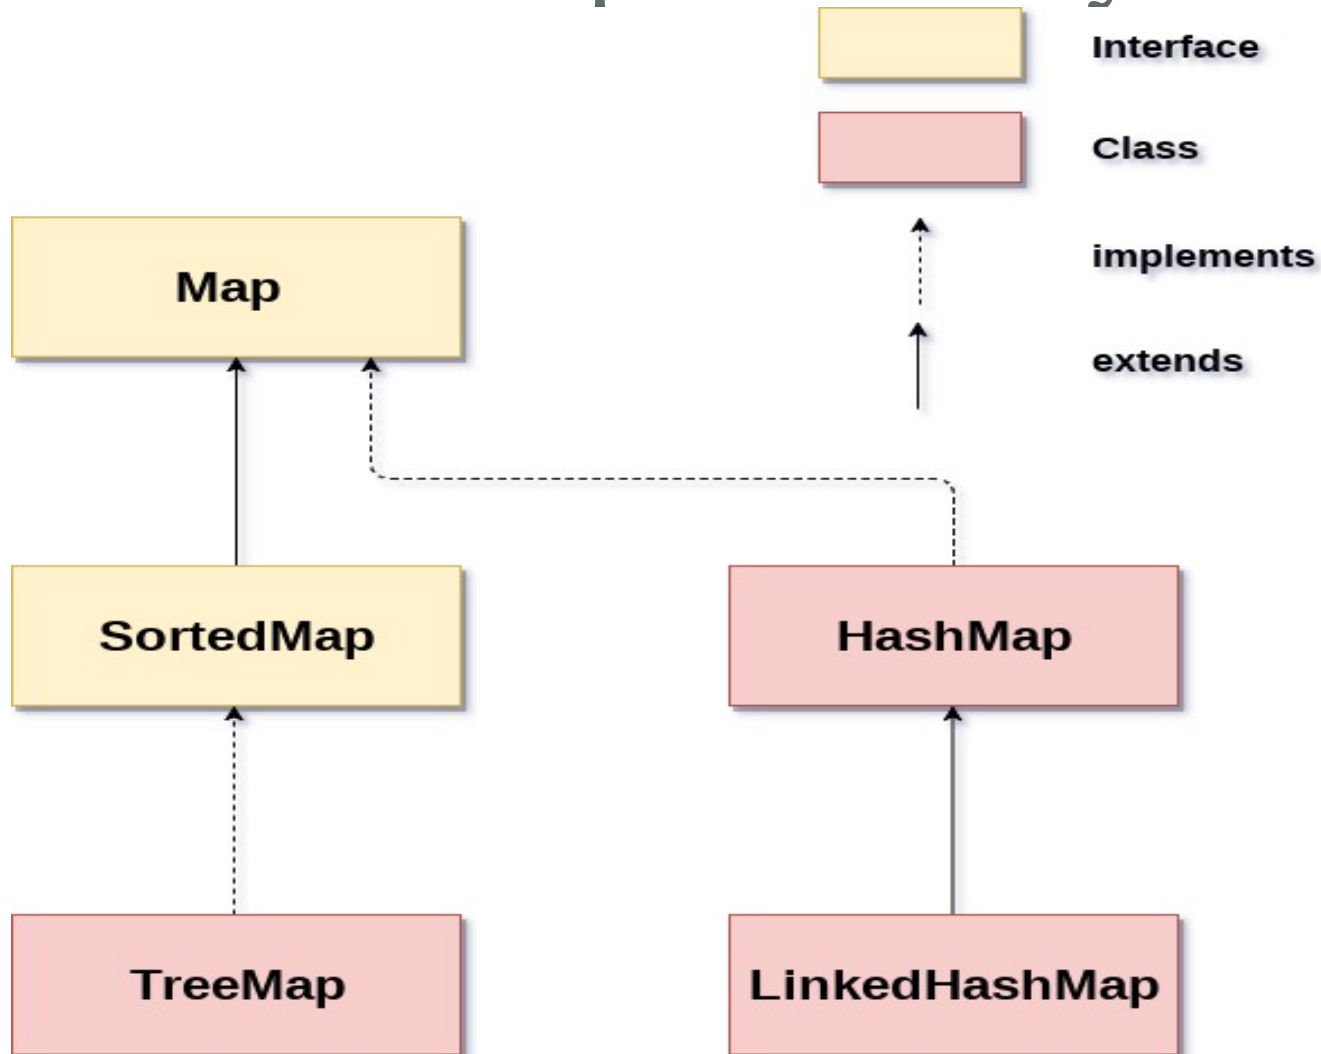 Interface
Class
implements
extends
Map
SortedMap
HashMap
TreeMap
LinkedHashMap